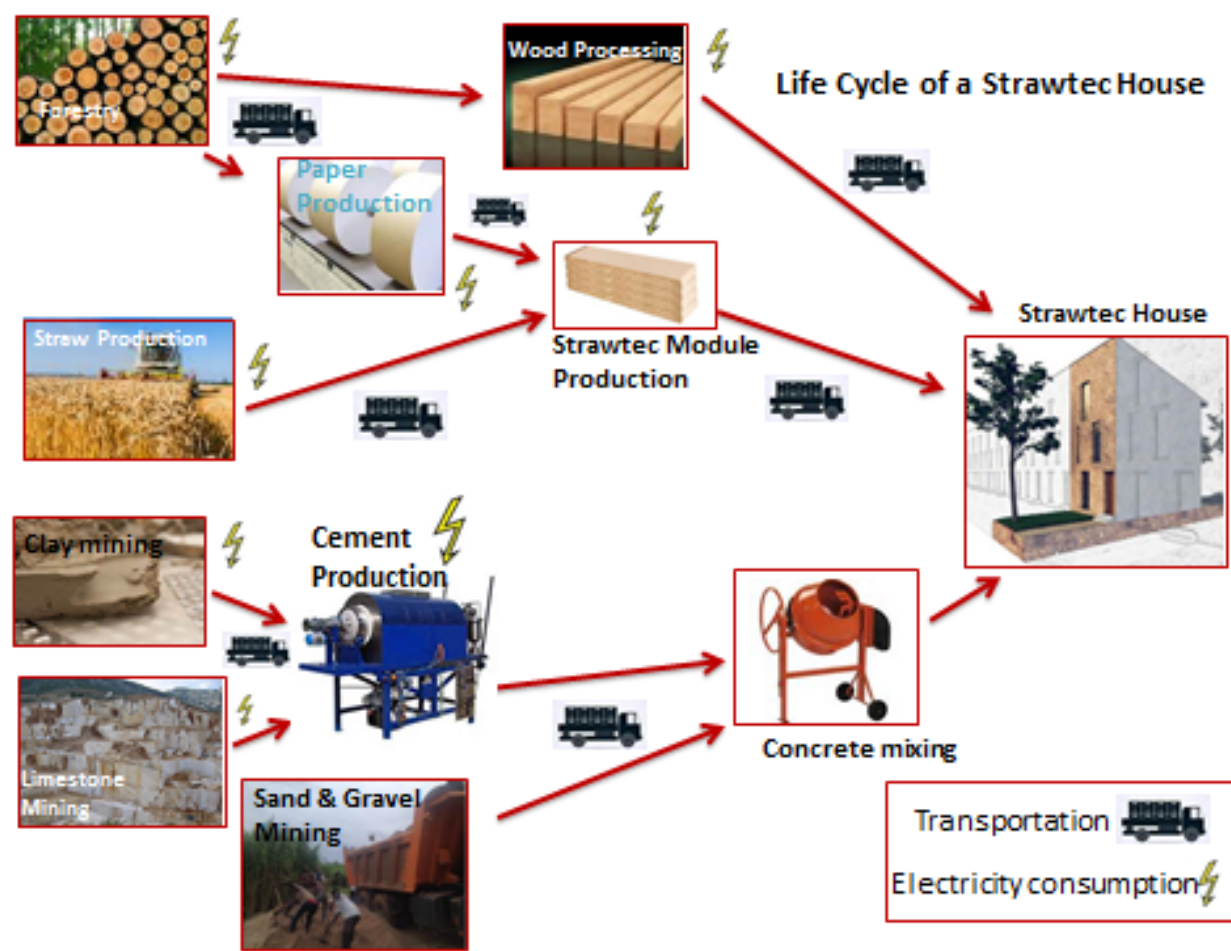 Life Cycle of a Strawtec House
Forestry
Wood Processing
Paper
Production
Straw Production
Strawtec Module
Production
Strawtec House
Clay mining
Cement
Production
Limestone
Mining
Sand & Gravel
Mining
Concrete mixing
Transportation
Electricity consumption